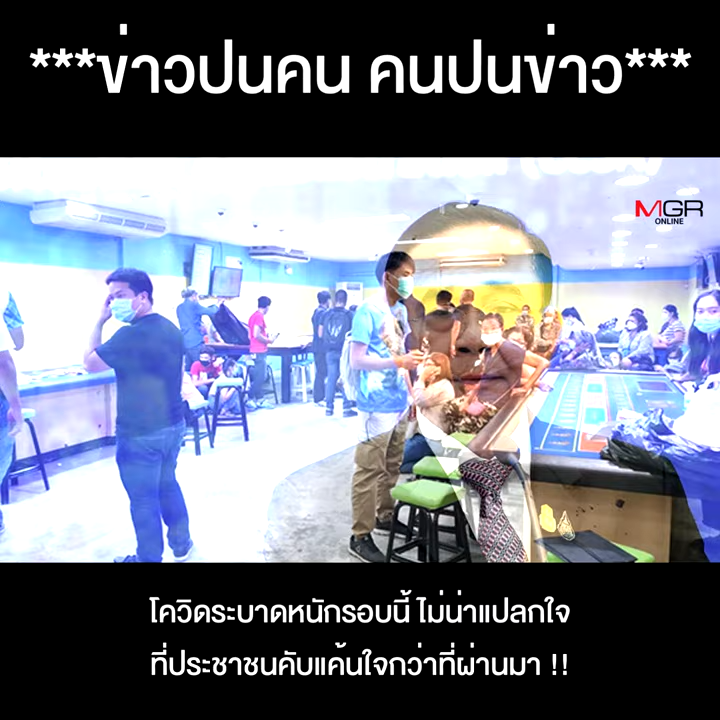 ***ข่าวปนคน คนปนข่าว***
MGR
ONLINE
โควิดระบาดหนักรอบนี้ ไม่น่าแปลกใจ
ที่ประชาชนคับแค้นใจกว่าที่ผ่านมา !!